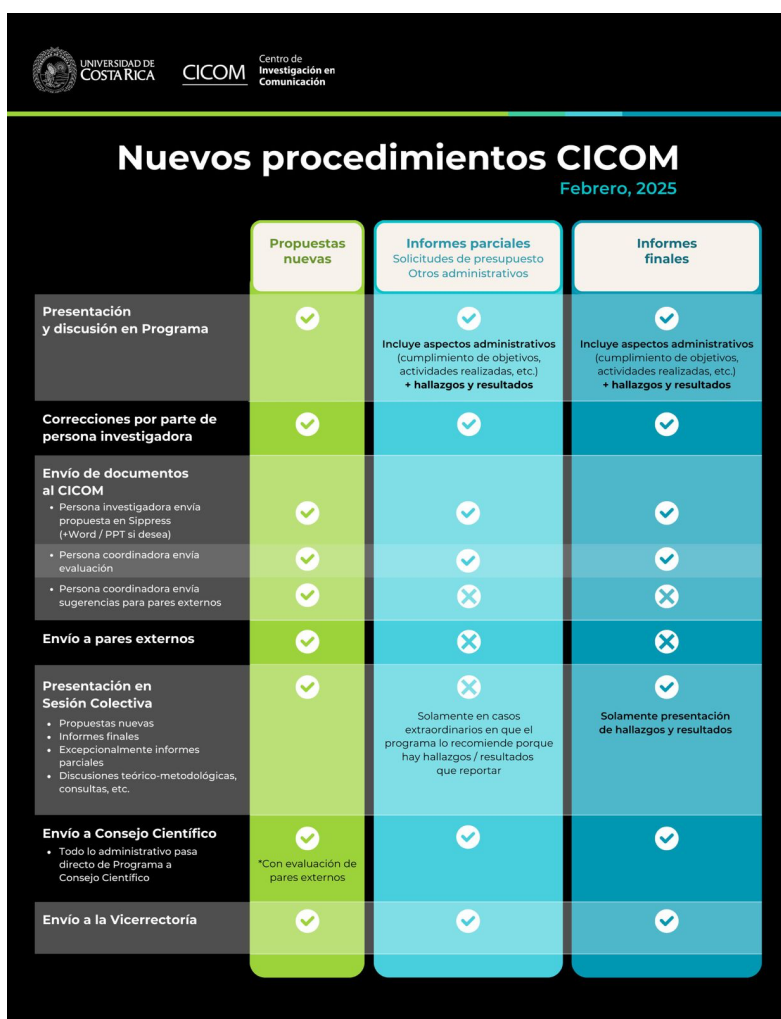 UNIVERSIDAD DE
COSTA RICA
CICOM
Centro de
Investigación en
Comunicación
Nuevos procedimientos CICOM
Febrero, 2025
Propuestas
nuevas
Informes parciales
Solicitudes de presupuesto
Otros administrativos
Informes
finales
Presentación
y discusión en Programa
Incluye aspectos administrativos
(cumplimiento de objetivos,
actividades realizadas, etc.)
+ hallazgos y resultados
Incluye aspectos administrativos
(cumplimiento de objetivos,
actividades realizadas, etc.)
+ hallazgos y resultados
Correcciones por parte de
persona investigadora
Envío de documentos
al CICOM
• Persona investigadora envía
propuesta en Sippress
(+Word / PPT si desea)
• Persona coordinadora envía
evaluación
• Persona coordinadora envía
sugerencias para pares externos
Envío a pares externos
Presentación en
Sesión Colectiva
• Propuestas nuevas
• Informes finales
• Excepcionalmente informes
parciales
• Discusiones teórico-metodológicas,
consultas, etc.
Solamente en casos
extraordinarios en que el
programa lo recomiende porque
hay hallazgos / resultados
que reportar
Solamente presentación
de hallazgos y resultados
Envío a Consejo Científico
• Todo lo administrativo pasa
directo de Programa a
Consejo Científico
*Con evaluación de
pares externos
Envío a la Vicerrectoría